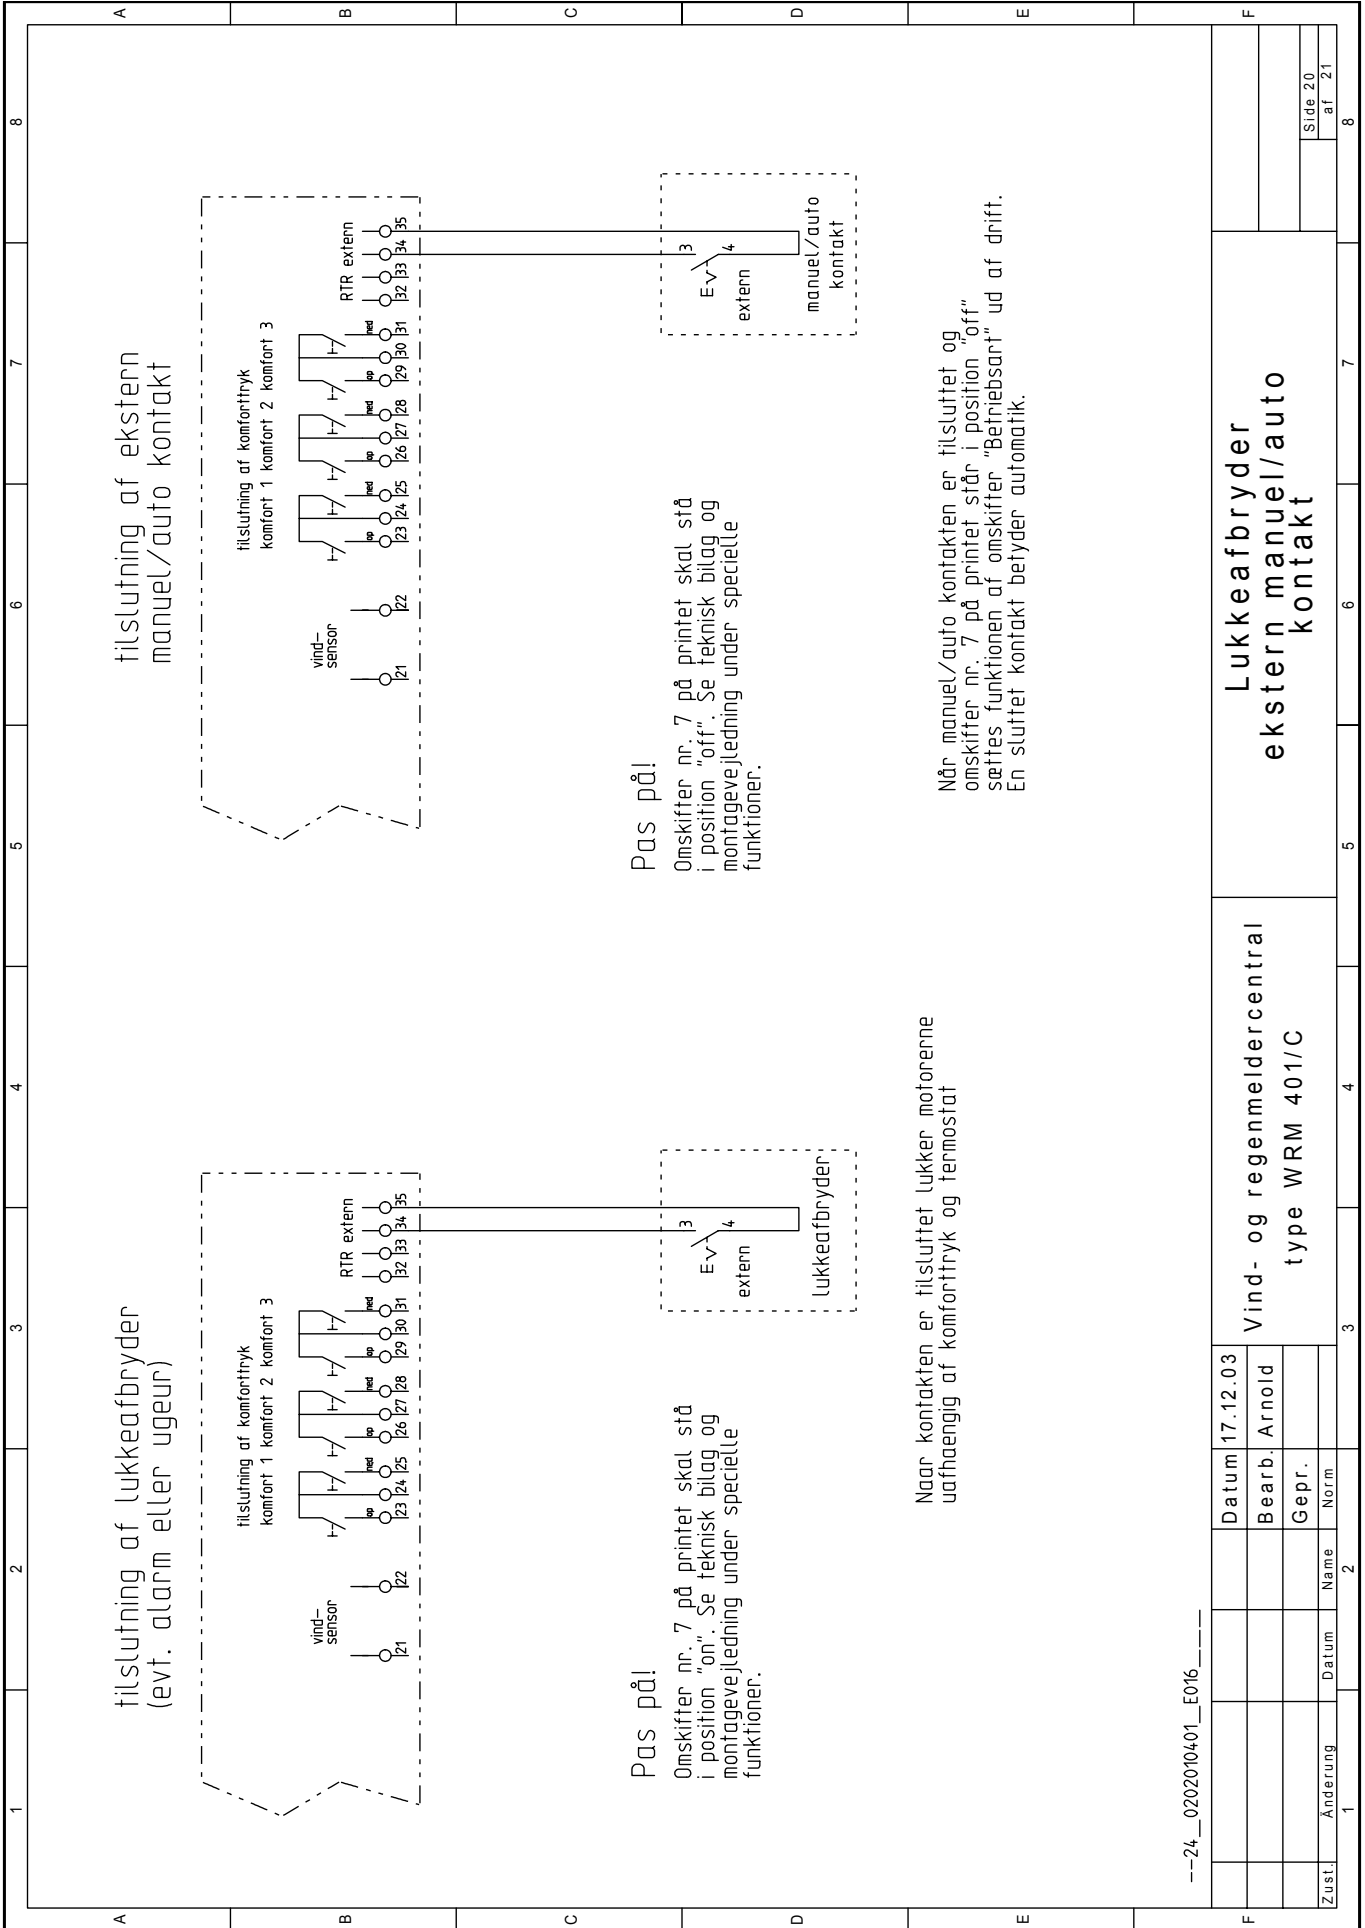 1 2 3 4 5 6 7 8
A
B
C
D
E
F
tilslutning af lukkeafbryder
(evt. alarm eller ugeur)
tilslutning af komforttryk
komfort 1 komfort 2 komfort 3
RTR extern
vind-
sensor
op ned op ned op ned
21 22 23 24 25 26 27 28 29 30 31 32 33 34 35
3
E
4
extern
lukkeafbryder
Pas på!
Omskifter nr. 7 på printet skal stå
i position "on". Se teknisk bilag og
montagevejledning under specielle
funktioner.
Naar kontakten er tilsluttet lukker motorerne
uafhaengig af komforttryk og termostat
tilslutning af ekstern
manuel/auto kontakt
tilslutning af komforttryk
komfort 1 komfort 2 komfort 3
RTR extern
vind-
sensor
op ned op ned op ned
21 22 23 24 25 26 27 28 29 30 31 32 33 34 35
3
E
4
extern
manuel/auto
kontakt
Pas på!
Omskifter nr. 7 på printet skal stå
i position "off". Se teknisk bilag og
montagevejledning under specielle
funktioner.
Når manuel/auto kontakten er tilsluttet og
omskifter nr. 7 på printet står i position "off"
sættes funktionen af omskifter "Betriebsart" ud af drift.
En sluttet kontakt betyder automatik.
--24__0202010401__E016____
Zust. Änderung Datum Name Norm
Datum 17.12.03
Bearb. Arnold
Gepr.
Vind- og regenmeldercentral
type WRM 401/C
Lukkeafbryder
ekstern manuel/auto
kontakt
Side 20
af 21
A
B
C
D
E
F
1 2 3 4 5 6 7 8